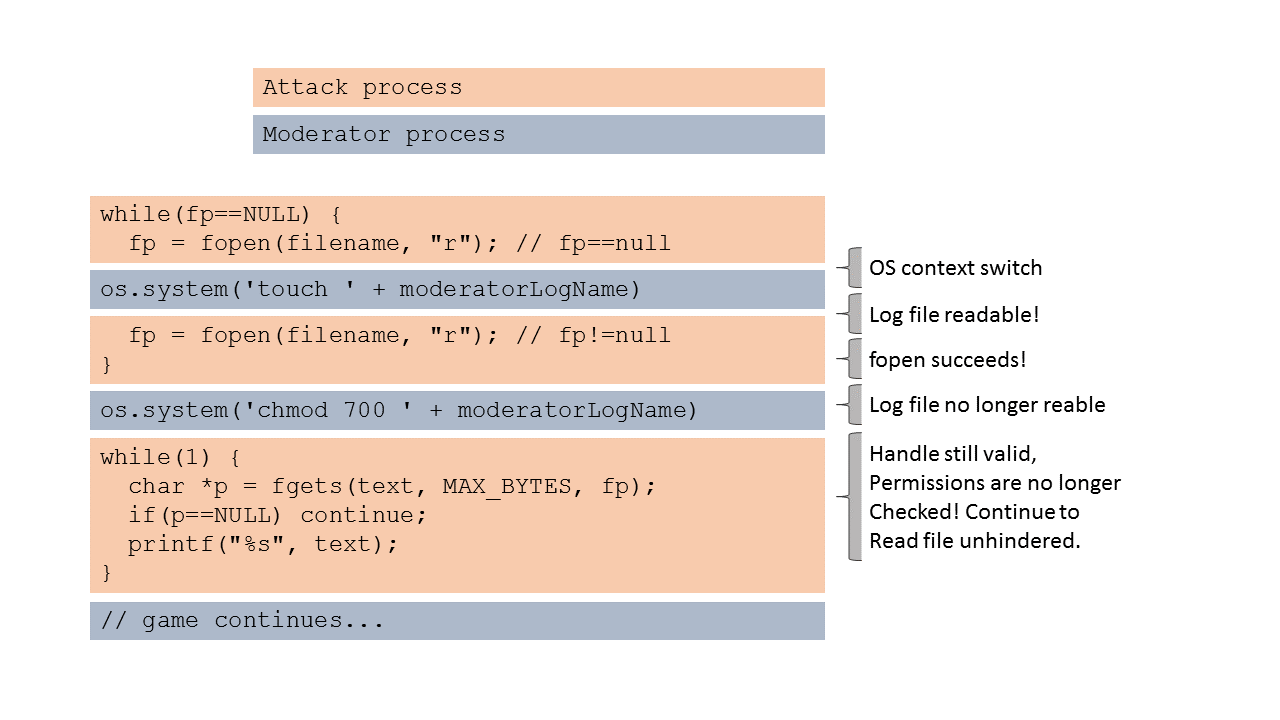 Attack process
Moderator process
while(fp==NULL) {
  fp = fopen(filename, "r"); // fp==null
OS context switch
os.system('touch ' + moderatorLogName)
Log file readable!
  fp = fopen(filename, "r"); // fp!=null
}
fopen succeeds!
os.system('chmod 700 ' + moderatorLogName)
Log file no longer reable
while(1) {
  char *p = fgets(text, MAX_BYTES, fp);
  if(p==NULL) continue;
  printf("%s", text);
}
Handle still valid,
Permissions are no longer
Checked! Continue to
Read file unhindered.
// game continues...